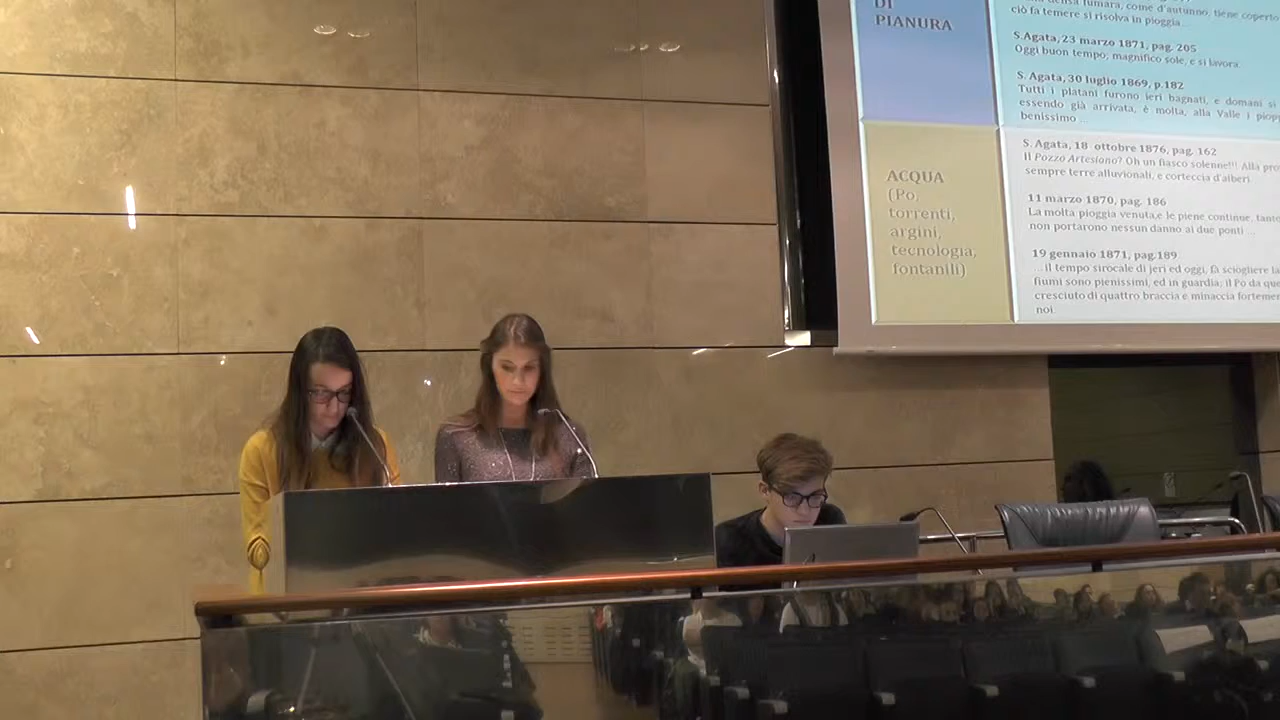 DI
PIANURA
densa fumara, come d'autunno, tiene coperto
ciò fa temere si risolva in pioggia...
S.Agata, 23 marzo 1871, pag. 205
Oggi buon tempo, magnifico sole, e si lavora.
S. Agata, 30 luglio 1869, p.182
Tutti i platani furono ieri bagnati, e domani si
essendo già arrivata, è molta, alla Valle i
benissimo ...
ACQUA
(Po,
torrenti,
argini,
tecnologia,
fontanili)
S. Agata, 18 ottobre 1876, pag. 162
Il Pozzo Artesiano? Oh un fiasco solenne!!! Alla
sempre terre alluvionali, e corteccia d'alberi.
11 marzo 1870, pag. 186
La molta pioggia venuta,e le piene continue,
non portarono nessun danno ai due ponti ...
19 gennaio 1871, pag.189
...il tempo sirocale di jeri ed oggi, fa sciogliere
fiumi sono pienissimi, ed in guardia; il Po da
cresciuto di quattro braccia e minaccia
noi.